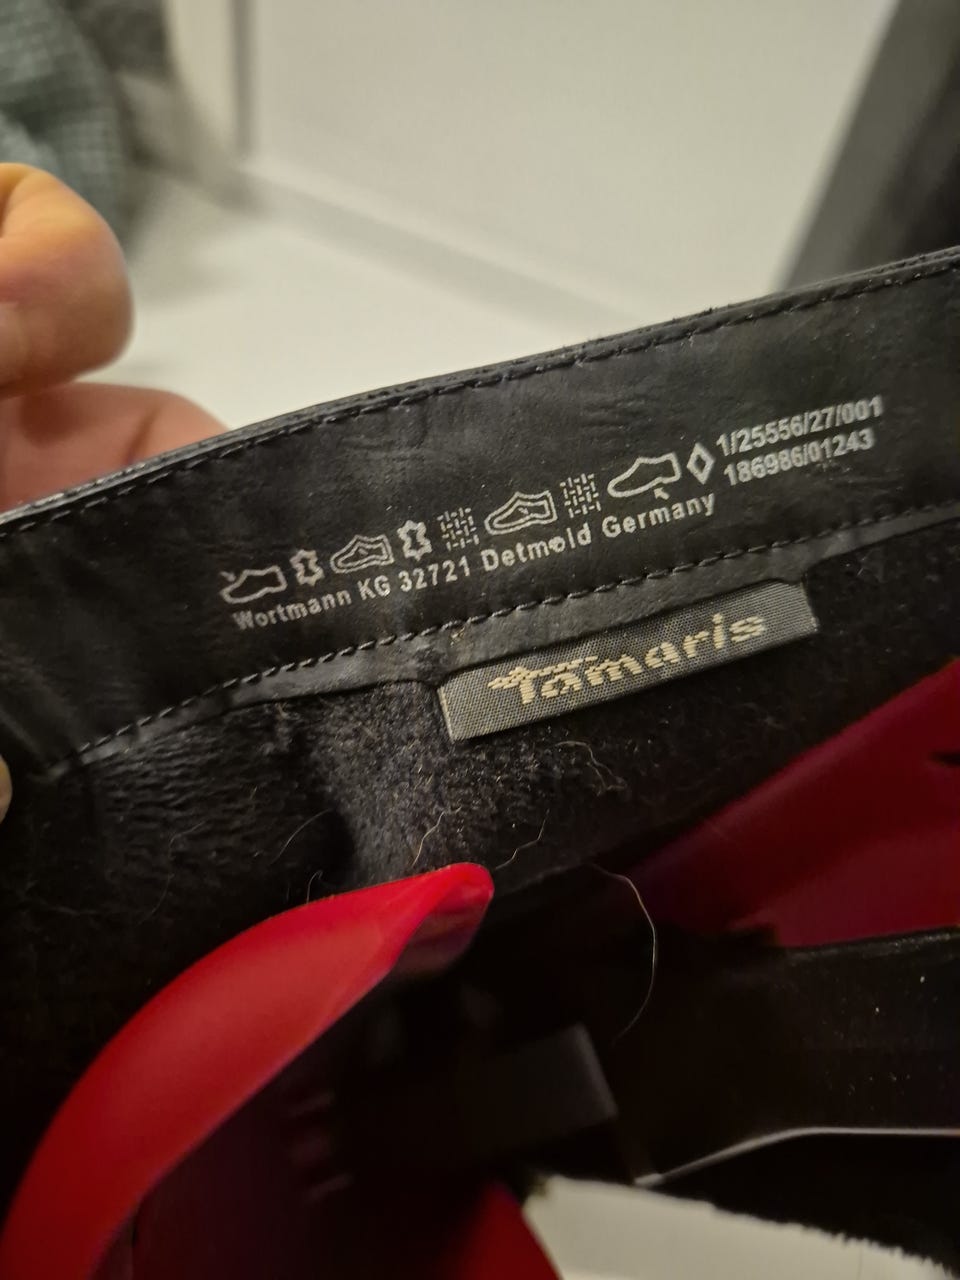 1/25556/27/001
186986/01243
Wortmann KG 32721 Detmold Germany
Tamaris